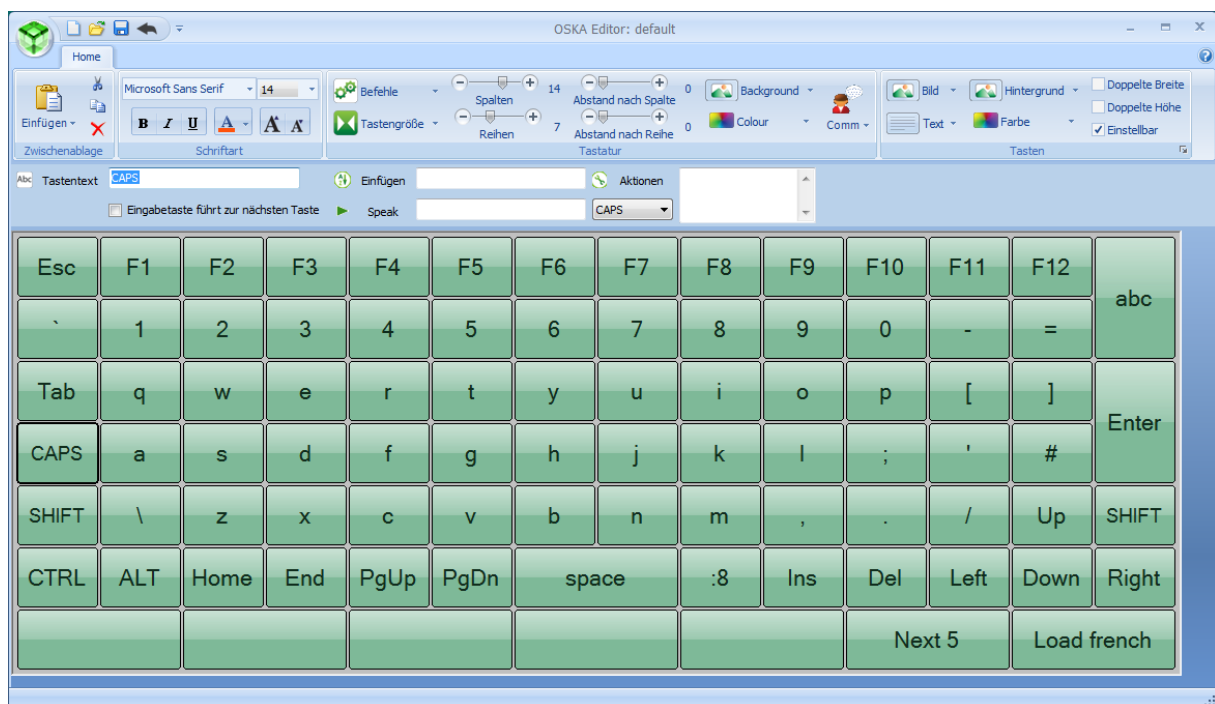 OSKA Editor: default
Home
Einfügen
Zwischenablage
Microsoft Sans Serif 14
B I U A A A
Schriftart
Befehle Spalten 14 Abstand nach Spalte 0 Background
Tastengröße Reihen 7 Abstand nach Reihe 0 Colour Comm
Tastatur
Bild Hintergrund Doppelte Breite
Text Farbe Doppelte Höhe
Einstellbar
Tasten
Abc Tastentext CAPS Einfügen Aktionen
Eingabetaste führt zur nächsten Taste Speak CAPS
Esc F1 F2 F3 F4 F5 F6 F7 F8 F9 F10 F11 F12 abc
` 1 2 3 4 5 6 7 8 9 0 - =
Tab q w e r t y u i o p [ ] Enter
CAPS a s d f g h j k l ; ' #
SHIFT \ z x c v b n m , . / Up SHIFT
CTRL ALT Home End PgUp PgDn space :8 Ins Del Left Down Right
Next 5 Load french